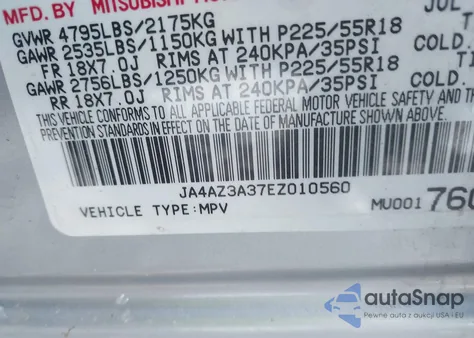 MFD. BY MITSUBISHI
JUL
GVWR 4795LBS/2175KG
GAWR 2535LBS/1150KG WITH P225/55R18
COLD.
FR 18X7.0J RIMS AT 240KPA/35PSI
GAWR 2756LBS/1250KG WITH P225/55R18
COLD.
RR 18X7.0J RIMS AT 240KPA/35PSI
THIS VEHICLE CONFORMS TO ALL APPLICABLE FEDERAL MOTOR VEHICLE SAFETY AND TH
PREVENTION STANDARDS IN EFFECT ON THE DATE OF MANUFACTURE SHOWN ABOVE.
JA4AZ3A37EZ010560
VEHICLE TYPE:MPV
MU001760
autoSnap
Pewne auta z USA i EU